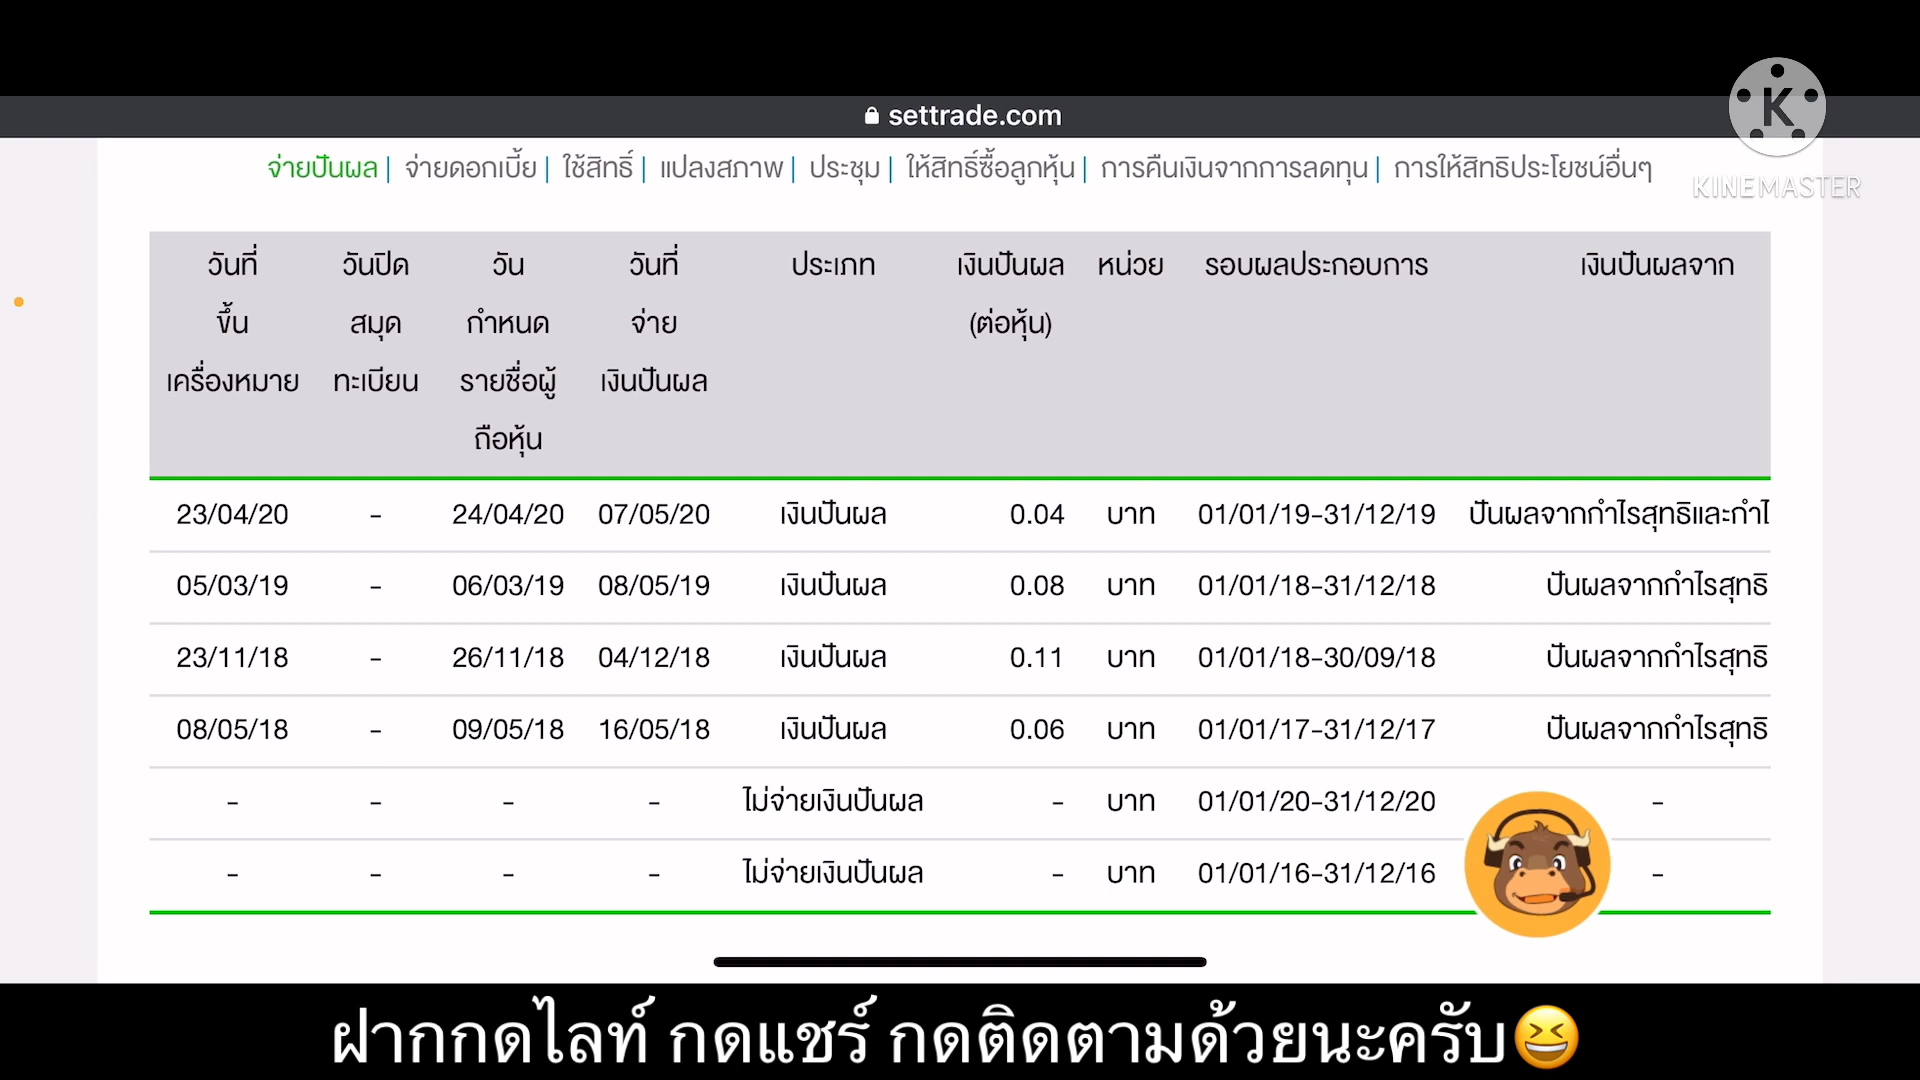 settrade.com
K
KINEMASTER
จ่ายปันผล | จ่ายดอกเบี้ย | ใช้สิทธิ์ | แปลงสภาพ | ประชุม | ให้สิทธิ์ซื้อลูกหุ้น | การคืนเงินจากการลดทุน | การให้สิทธิประโยชน์อื่นๆ
วันที่ วันปิด วัน วันที่ ประเภท เงินปันผล หน่วย รอบผลประกอบการ เงินปันผลจาก
ขึ้น สมุด กำหนด จ่าย (ต่อหุ้น)
เครื่องหมาย ทะเบียน รายชื่อผู้ เงินปันผล
ถือหุ้น
23/04/20 - 24/04/20 07/05/20 เงินปันผล 0.04 บาท 01/01/19-31/12/19 ปันผลจากกำไรสุทธิและกำไ
05/03/19 - 06/03/19 08/05/19 เงินปันผล 0.08 บาท 01/01/18-31/12/18 ปันผลจากกำไรสุทธิ
23/11/18 - 26/11/18 04/12/18 เงินปันผล 0.11 บาท 01/01/18-30/09/18 ปันผลจากกำไรสุทธิ
08/05/18 - 09/05/18 16/05/18 เงินปันผล 0.06 บาท 01/01/17-31/12/17 ปันผลจากกำไรสุทธิ
- - - - ไม่จ่ายเงินปันผล - บาท 01/01/20-31/12/20 -
- - - - ไม่จ่ายเงินปันผล - บาท 01/01/16-31/12/16 -
ฝากกดไลท์ กดแชร์ กดติดตามด้วยนะครับ😆